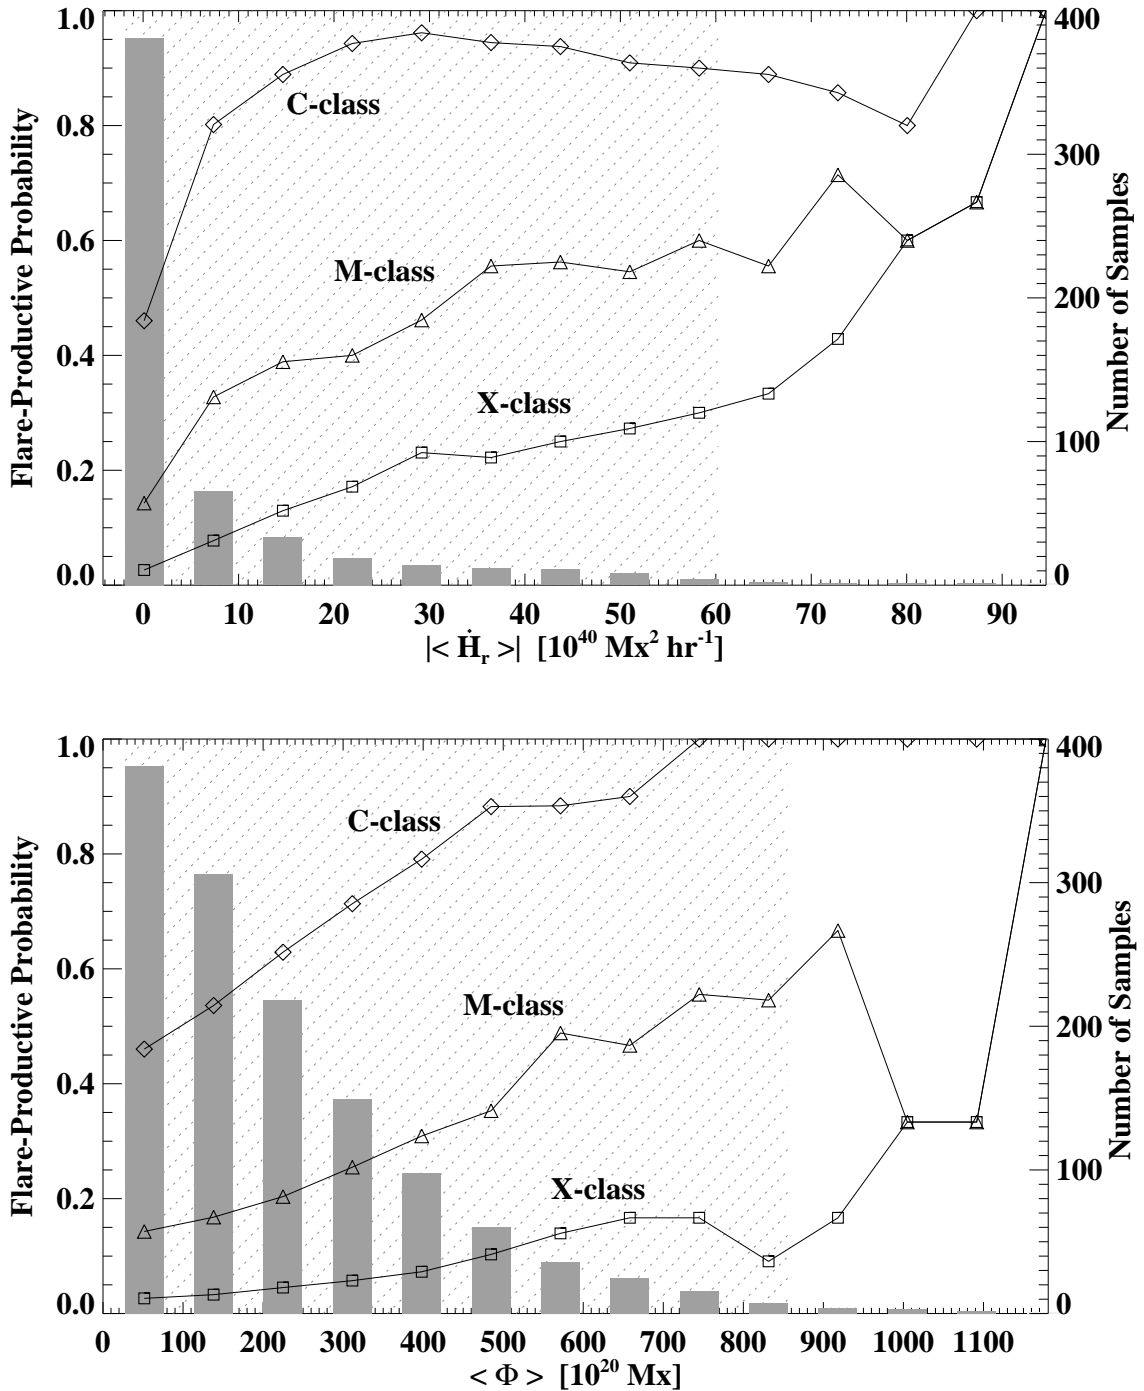 1.0
0.8
0.6
0.4
0.2
0.0
Flare-Productive Probability
C-class
M-class
X-class
400
300
200
100
0
Number of Samples
0 10 20 30 40 50 60 70 80 90
|< Ḣr >| [10^40 Mx^2 hr^-1]
1.0
0.8
0.6
0.4
0.2
0.0
Flare-Productive Probability
C-class
M-class
X-class
400
300
200
100
0
Number of Samples
0 100 200 300 400 500 600 700 800 900 1000 1100
< Φ > [10^20 Mx]